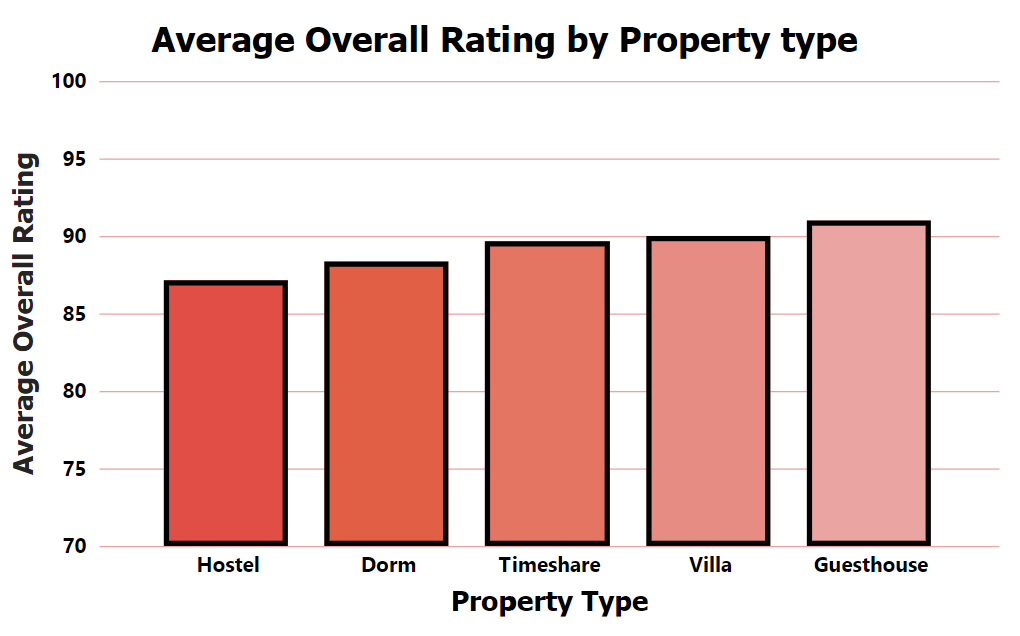 Average Overall Rating by Property type
Average Overall Rating
100
95
90
85
80
75
70
Hostel Dorm Timeshare Villa Guesthouse
Property Type